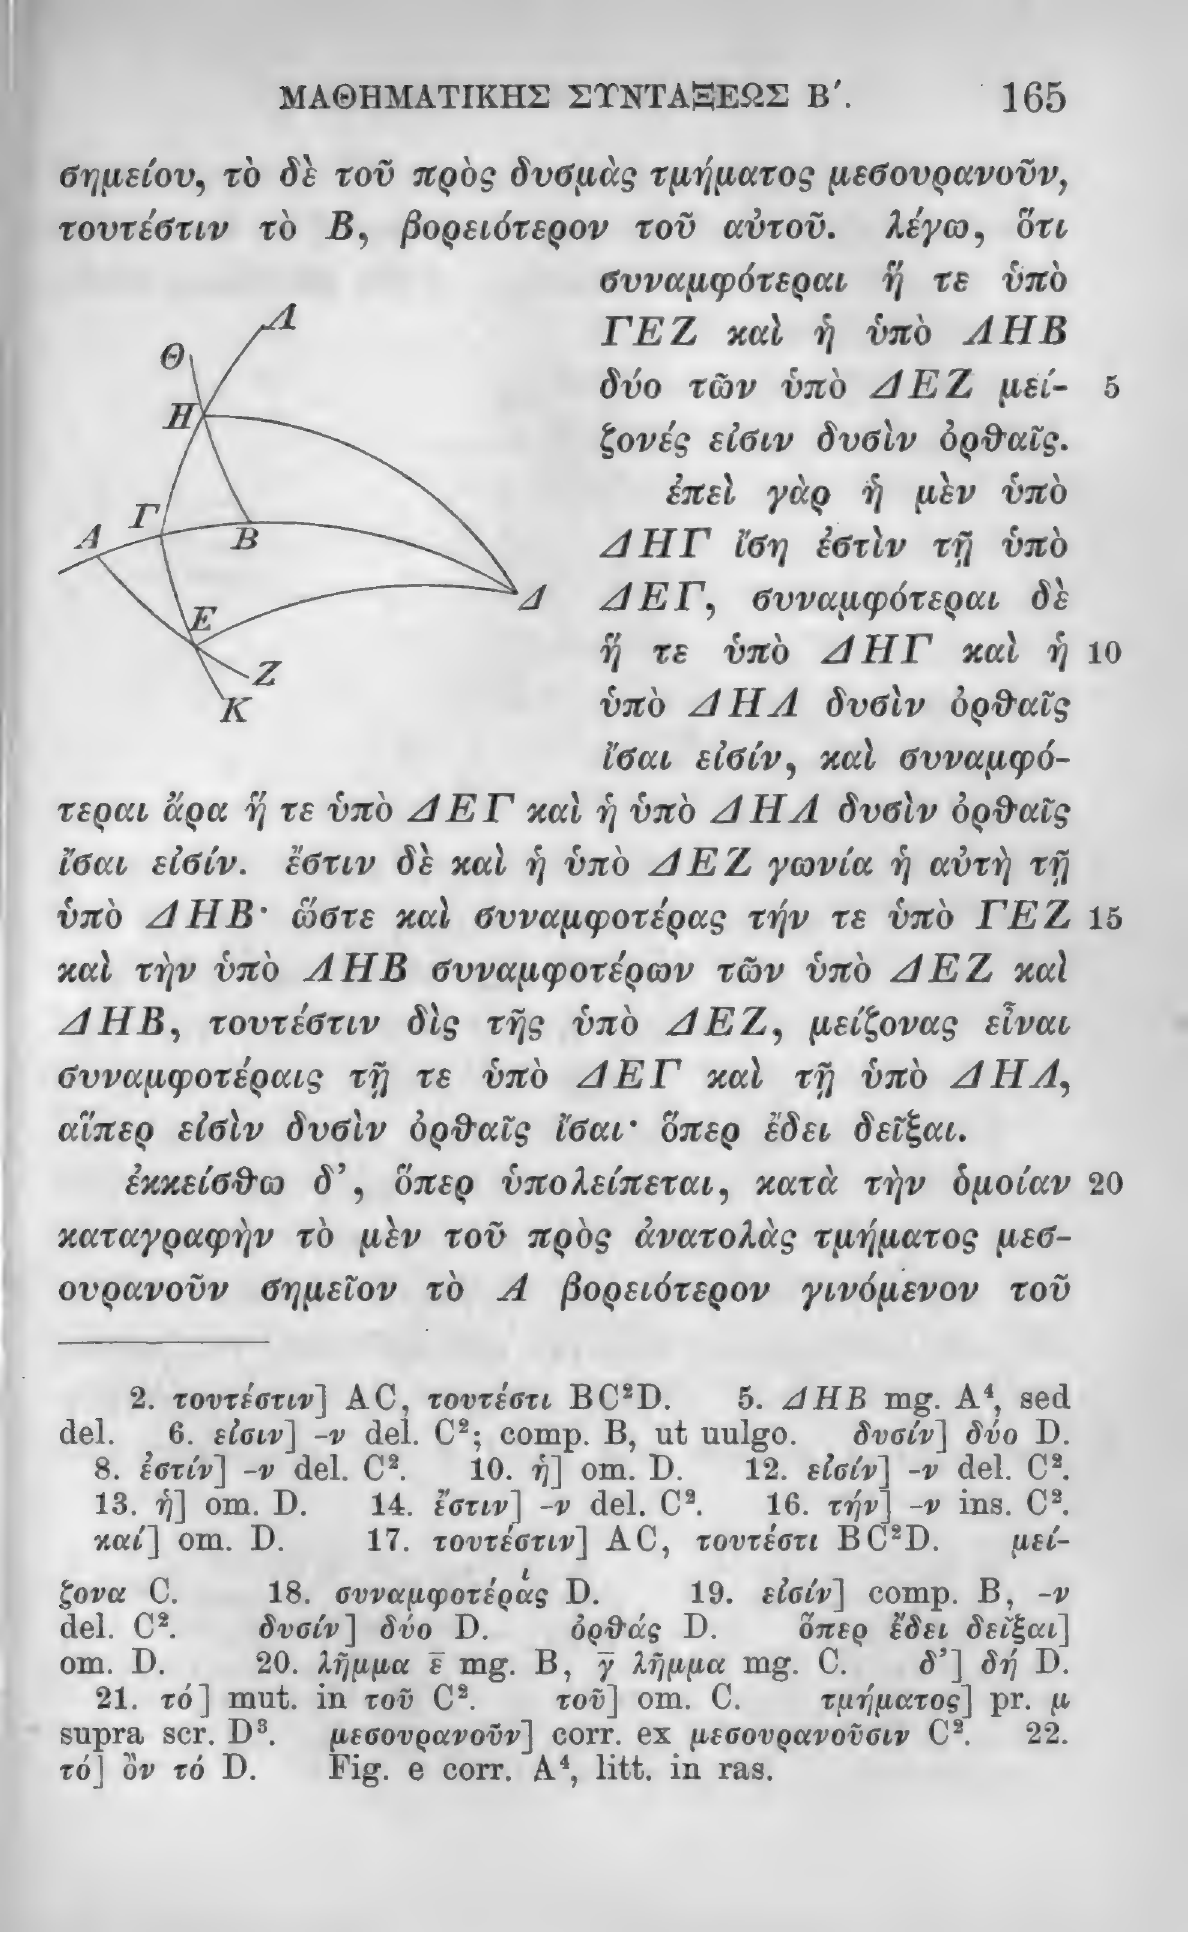 ΜΑΘΗΜΑΤΙΚΗΣ ΣΥΝΤΑΞΕΩΣ Β′. 165
σημείου, τὸ δὲ τοῦ πρὸς δυσμὰς τμήματος μεσουρανοῦν,
τουτέστιν τὸ Β, βορειότερον τοῦ αὐτοῦ. λέγω, ὅτι
συναμφότεραι ἥ τε ὑπὸ
ΓΕΖ καὶ ἡ ὑπὸ ΛΗΒ
δύο τῶν ὑπὸ ΔΕΖ μεί- 5
ζονές εἰσιν δυσὶν ὀρθαῖς.
ἐπεὶ γὰρ ἡ μὲν ὑπὸ
ΔΗΓ ἴση ἐστὶν τῇ ὑπὸ
ΔΕΓ, συναμφότεραι δὲ
ἥ τε ὑπὸ ΔΗΓ καὶ ἡ 10
ὑπὸ ΔΗΛ δυσὶν ὀρθαῖς
ἴσαι εἰσίν, καὶ συναμφό-
Λ
Θ
Η
Γ
Α
Β
Δ
Ε
Ζ
Κ
τεραι ἄρα ἥ τε ὑπὸ ΔΕΓ καὶ ἡ ὑπὸ ΔΗΛ δυσὶν ὀρθαῖς
ἴσαι εἰσίν. ἔστιν δὲ καὶ ἡ ὑπὸ ΔΕΖ γωνία ἡ αὐτὴ τῇ
ὑπὸ ΔΗΒ· ὥστε καὶ συναμφοτέρας τήν τε ὑπὸ ΓΕΖ 15
καὶ τὴν ὑπὸ ΛΗΒ συναμφοτέρων τῶν ὑπὸ ΔΕΖ καὶ
ΔΗΒ, τουτέστιν δὶς τῆς ὑπὸ ΔΕΖ, μείζονας εἶναι
συναμφοτέραις τῇ τε ὑπὸ ΔΕΓ καὶ τῇ ὑπὸ ΔΗΛ,
αἵπερ εἰσὶν δυσὶν ὀρθαῖς ἴσαι· ὅπερ ἔδει δεῖξαι.
ἐκκείσθω δ’, ὅπερ ὑπολείπεται, κατὰ τὴν ὁμοίαν 20
καταγραφὴν τὸ μὲν τοῦ πρὸς ἀνατολὰς τμήματος μεσ-
ουρανοῦν σημεῖον τὸ Α βορειότερον γινόμενον τοῦ
2. τουτέστιν] AC, τουτέστι BC²D. 5. ΔΗΒ mg. A⁴, sed
del. 6. εἰσιν] -ν del. C²; comp. B, ut uulgo. δυσίν] δύο D.
8. ἐστίν] -ν del. C². 10. ἡ] om. D. 12. εἰσίν] -ν del. C².
13. ἡ] om. D. 14. ἔστιν] -ν del. C². 16. τήν] -ν ins. C².
καί] om. D. 17. τουτέστιν] AC, τουτέστι BC²D. μεί-
ζονα C. 18. συναμφοτέρὰς D. 19. εἰσίν] comp. B, -ν
del. C². δυσίν] δύο D. ὀρθάς D. ὅπερ ἔδει δεῖξαι]
om. D. 20. λῆμμα ε̄ mg. B, γ̄ λῆμμα mg. C. δ’] δή D.
21. τό] mut. in τοῦ C². τοῦ] om. C. τμήματος] pr. μ
supra scr. D³. μεσουρανοῦν] corr. ex μεσουρανοῦσιν C². 22.
τό] ὂν τό D. Fig. e corr. A⁴, litt. in ras.